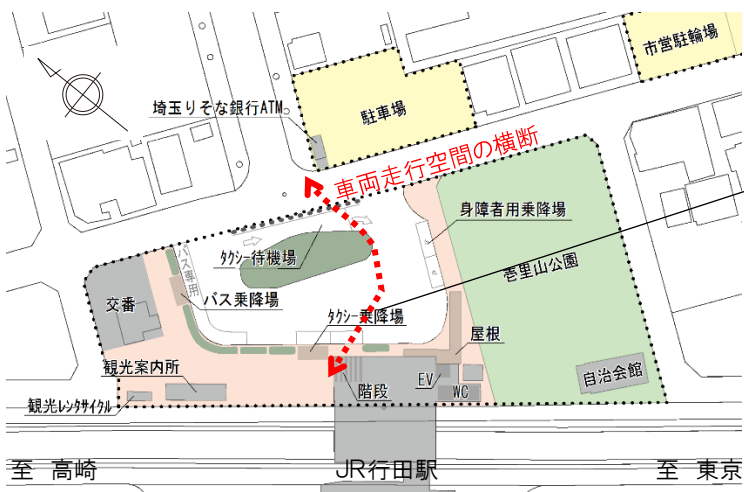 市営駐輪場
埼玉りそな銀行ATM
駐車場
車両走行空間の横断
身障者用乗降場
タクシー待機場
バス専用
壱里山公園
バス乗降場
交番
タクシー乗降場
屋根
観光案内所
EV
階段
自治会館
WC
観光レンタサイクル
至 高崎
JR行田駅
至 東京